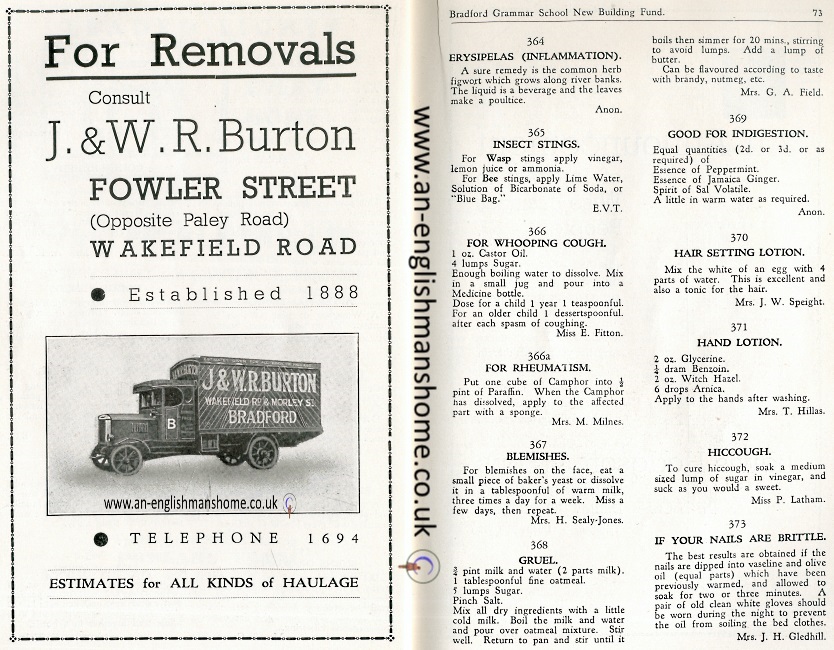 For Removals
Consult
J. & W. R. Burton
FOWLER STREET
(Opposite Paley Road)
WAKEFIELD ROAD
Established 1888
J & W.R. BURTON
WAKEFIELD RD & MORLEY ST
BRADFORD
B
www.an-englishmanshome.co.uk
TELEPHONE 1694
ESTIMATES for ALL KINDS of HAULAGE
www.an-englishmanshome.co.uk
Bradford Grammar School New Building Fund. 73
364
ERYSIPELAS (INFLAMMATION).
A sure remedy is the common herb
figwort which grows along river banks.
The liquid is a beverage and the leaves
make a poultice.
Anon.
365
INSECT STINGS.
For Wasp stings apply vinegar,
lemon juice or ammonia.
For Bee stings, apply Lime Water,
Solution of Bicarbonate of Soda, or
"Blue Bag."
E.V.T.
366
FOR WHOOPING COUGH.
1 oz. Castor Oil.
4 lumps Sugar.
Enough boiling water to dissolve. Mix
in a small jug and pour into a
Medicine bottle.
Dose for a child 1 year 1 teaspoonful.
For an older child 1 dessertspoonful.
after each spasm of coughing.
Miss E. Fitton.
366a
FOR RHEUMATISM.
Put one cube of Camphor into ½
pint of Paraffin. When the Camphor
has dissolved, apply to the affected
part with a sponge.
Mrs. M. Milnes.
367
BLEMISHES.
For blemishes on the face, eat a
small piece of baker's yeast or dissolve
it in a tablespoonful of warm milk,
three times a day for a week. Miss a
few days, then repeat.
Mrs. H. Sealy-Jones.
368
GRUEL.
¾ pint milk and water (2 parts milk).
1 tablespoonful fine oatmeal.
5 lumps Sugar.
Pinch Salt.
Mix all dry ingredients with a little
cold milk. Boil the milk and water
and pour over oatmeal mixture. Stir
well. Return to pan and stir until it
boils then simmer for 20 mins., stirring
to avoid lumps. Add a lump of
butter.
Can be flavoured according to taste
with brandy, nutmeg, etc.
Mrs. G. A. Field.
369
GOOD FOR INDIGESTION.
Equal quantities (2d. or 3d. or as
required) of
Essence of Peppermint.
Essence of Jamaica Ginger.
Spirit of Sal Volatile.
A little in warm water as required.
Anon.
370
HAIR SETTING LOTION.
Mix the white of an egg with 4
parts of water. This is excellent and
also a tonic for the hair.
Mrs. J. W. Speight.
371
HAND LOTION.
2 oz. Glycerine.
¼ dram Benzoin.
2 oz. Witch Hazel.
6 drops Arnica.
Apply to the hands after washing.
Mrs. T. Hillas.
372
HICCOUGH.
To cure hiccough, soak a medium
sized lump of sugar in vinegar, and
suck as you would a sweet.
Miss P. Latham.
373
IF YOUR NAILS ARE BRITTLE.
The best results are obtained if the
nails are dipped into vaseline and olive
oil (equal parts) which have been
previously warmed, and allowed to
soak for two or three minutes. A
pair of old clean white gloves should
be worn during the night to prevent
the oil from soiling the bed clothes.
Mrs. J. H. Gledhill.